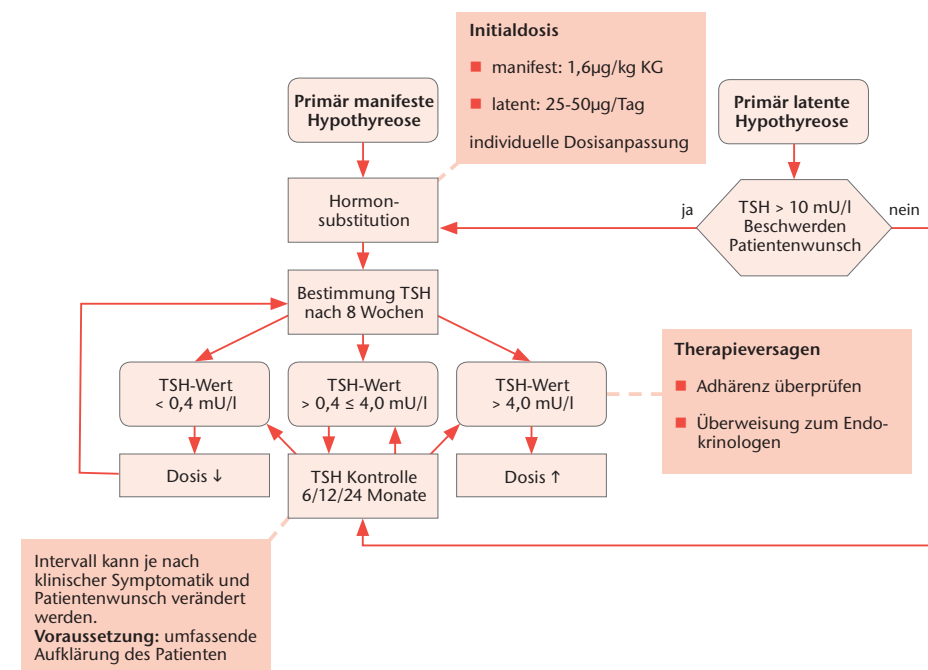 Initialdosis
■ manifest: 1,6µg/kg KG
■ latent: 25-50µg/Tag
individuelle Dosisanpassung
Primär manifeste
Hypothyreose
Primär latente
Hypothyreose
Hormon-
substitution
ja
TSH > 10 mU/l
Beschwerden
Patientenwunsch
nein
Bestimmung TSH
nach 8 Wochen
Therapieversagen
■ Adhärenz überprüfen
■ Überweisung zum Endo-
krinologen
TSH-Wert
< 0,4 mU/l
TSH-Wert
> 0,4 ≤ 4,0 mU/l
TSH-Wert
> 4,0 mU/l
Dosis ↓
TSH Kontrolle
6/12/24 Monate
Dosis ↑
Intervall kann je nach
klinischer Symptomatik und
Patientenwunsch verändert
werden.
Voraussetzung: umfassende
Aufklärung des Patienten